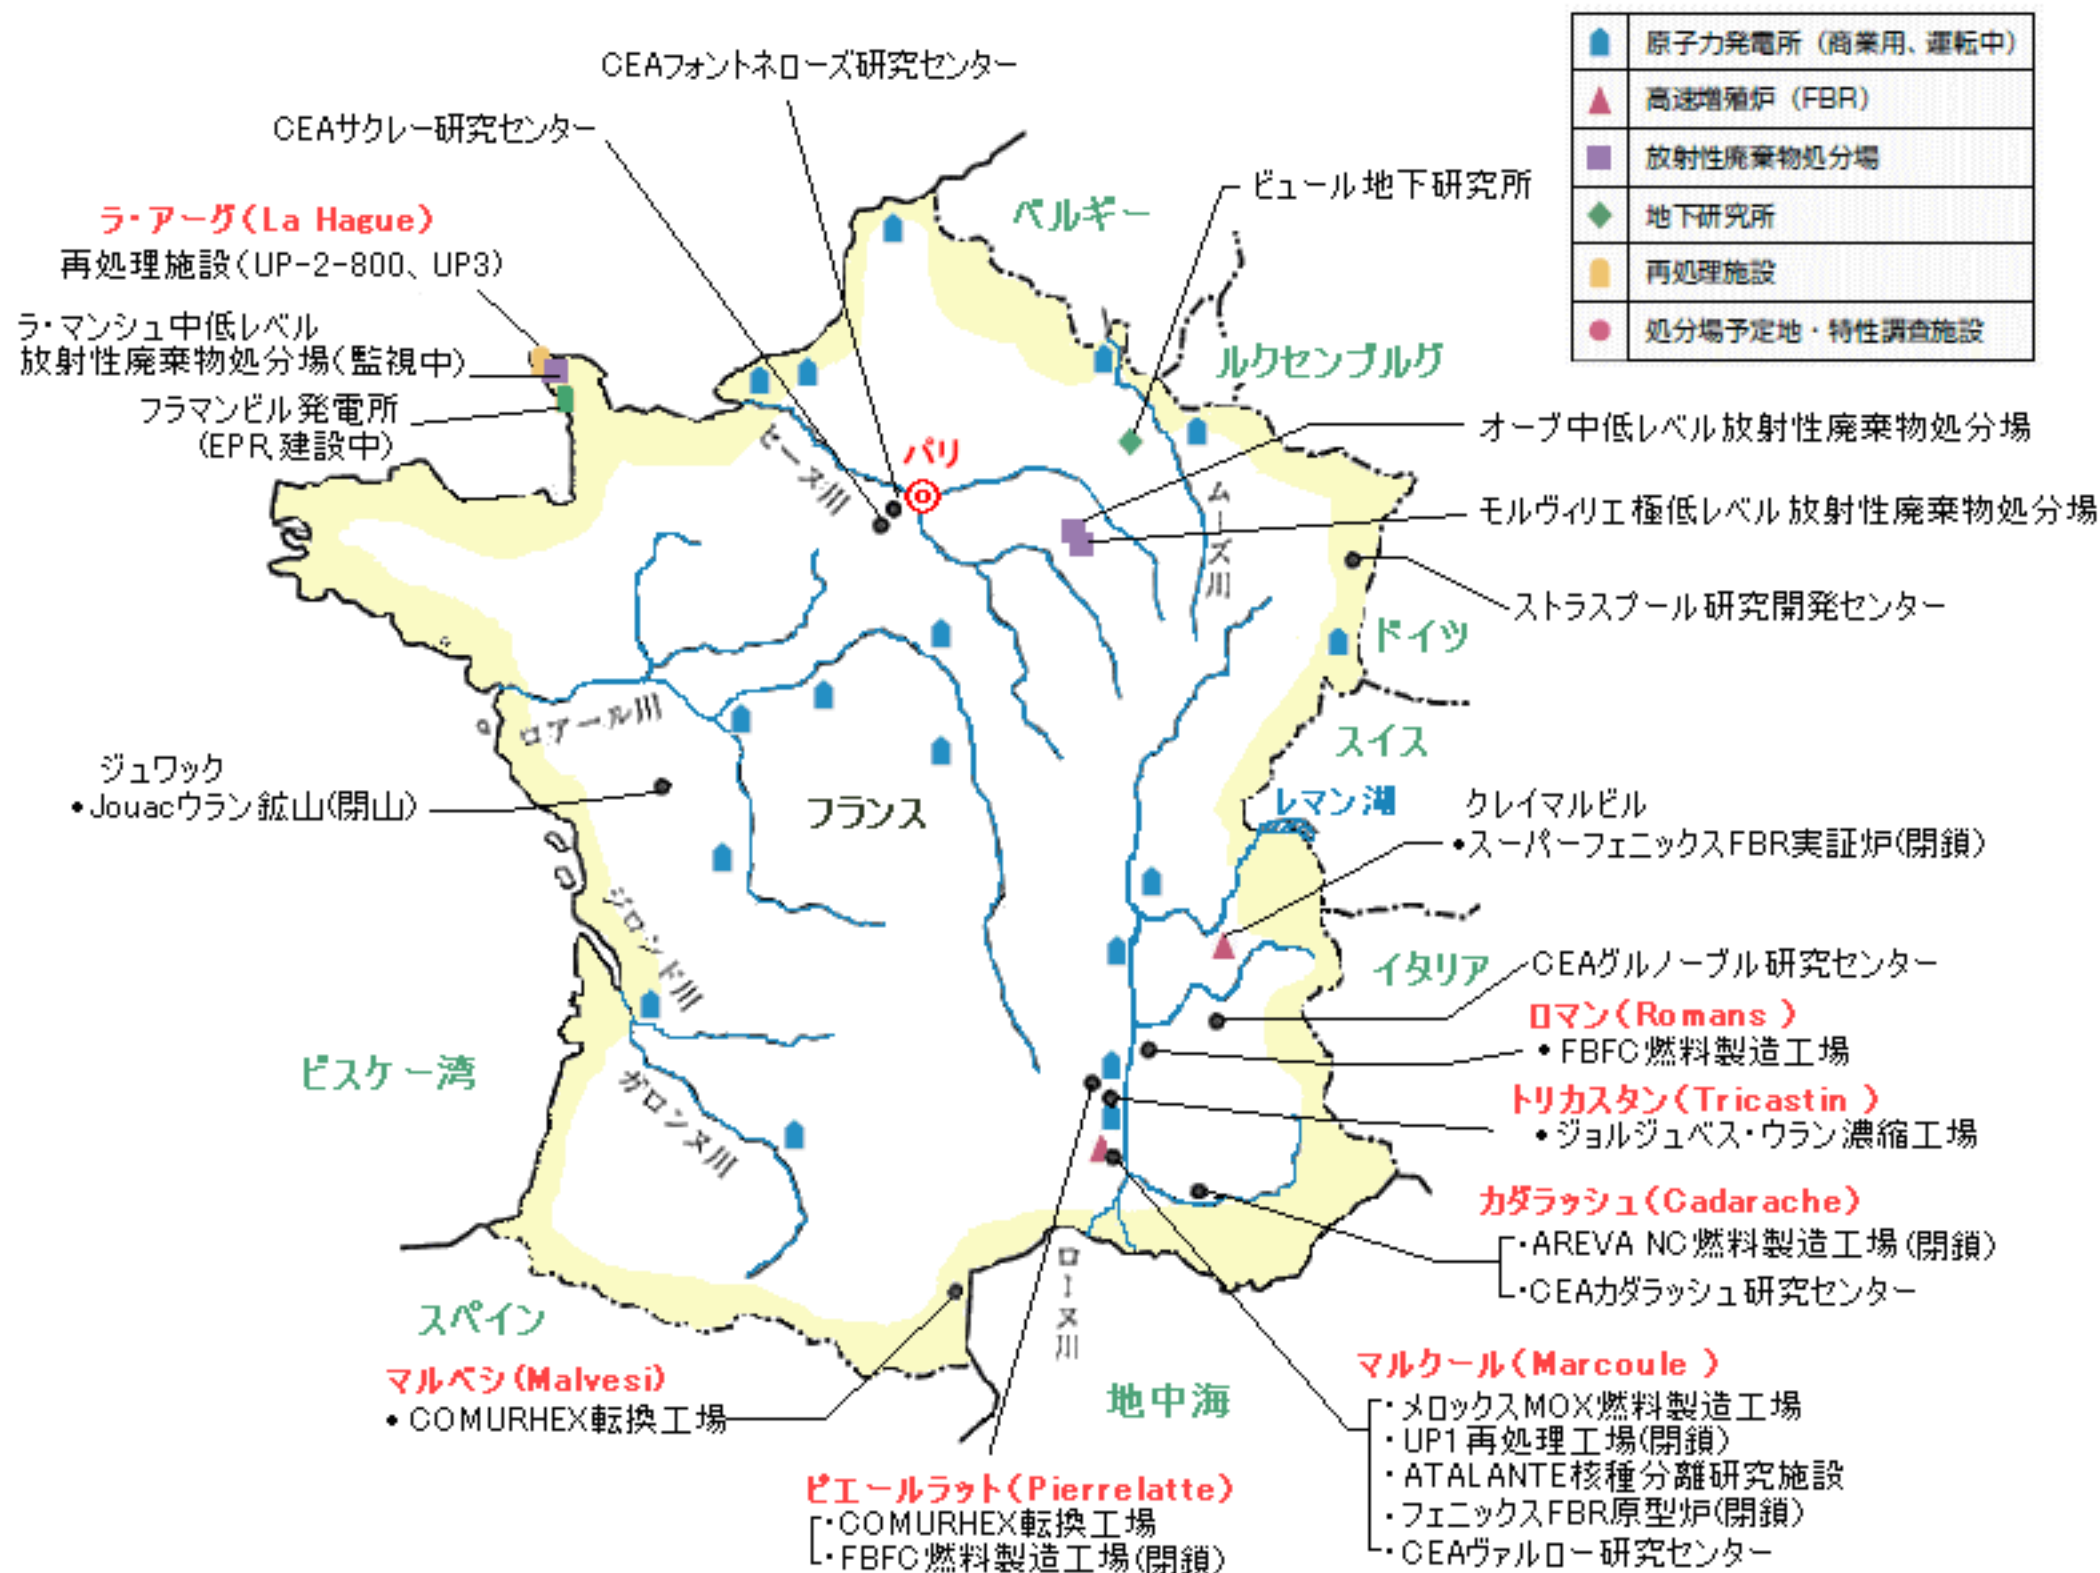 原子力発電所（商業用、運転中）
高速増殖炉（FBR）
放射性廃棄物処分場
地下研究所
再処理施設
処分場予定地・特性調査施設
CEAフォントネローズ研究センター
CEAサクレー研究センター
ビュール地下研究所
ベルギー
ラ・アーグ（La Hague）
再処理施設（UP-2-800、UP3）
ラ・マンシュ中低レベル
放射性廃棄物処分場（監視中）
フラマンビル発電所
（EPR建設中）
ルクセンブルグ
オーブ中低レベル放射性廃棄物処分場
モルヴィリエ極低レベル放射性廃棄物処分場
パリ
セーヌ川
ムーズ川
ストラスブール研究開発センター
ドイツ
スイス
ロアール川
ジュワック
•Jouacウラン鉱山(閉山)
フランス
レマン湖
クレイマルビル
•スーパーフェニックスFBR実証炉(閉鎖)
ジロンド川
イタリア
CEAグルノーブル研究センター
ロマン（Romans ）
• FBFC燃料製造工場
ビスケー湾
ガロンヌ川
トリカスタン（Tricastin ）
•ジョルジュベス・ウラン濃縮工場
カダラッシュ（Cadarache）
・AREVA NC燃料製造工場(閉鎖)
・CEAカダラッシュ研究センター
ローヌ川
スペイン
地中海
マルベシ（Malvesi）
• COMURHEX転換工場
マルクール（Marcoule ）
・メロックスMOX燃料製造工場
・UP1再処理工場(閉鎖)
・ATALANTE核種分離研究施設
・フェニックスFBR原型炉(閉鎖)
・CEAヴァルロー研究センター
ピエールラット（Pierrelatte）
・COMURHEX転換工場
・FBFC燃料製造工場(閉鎖)